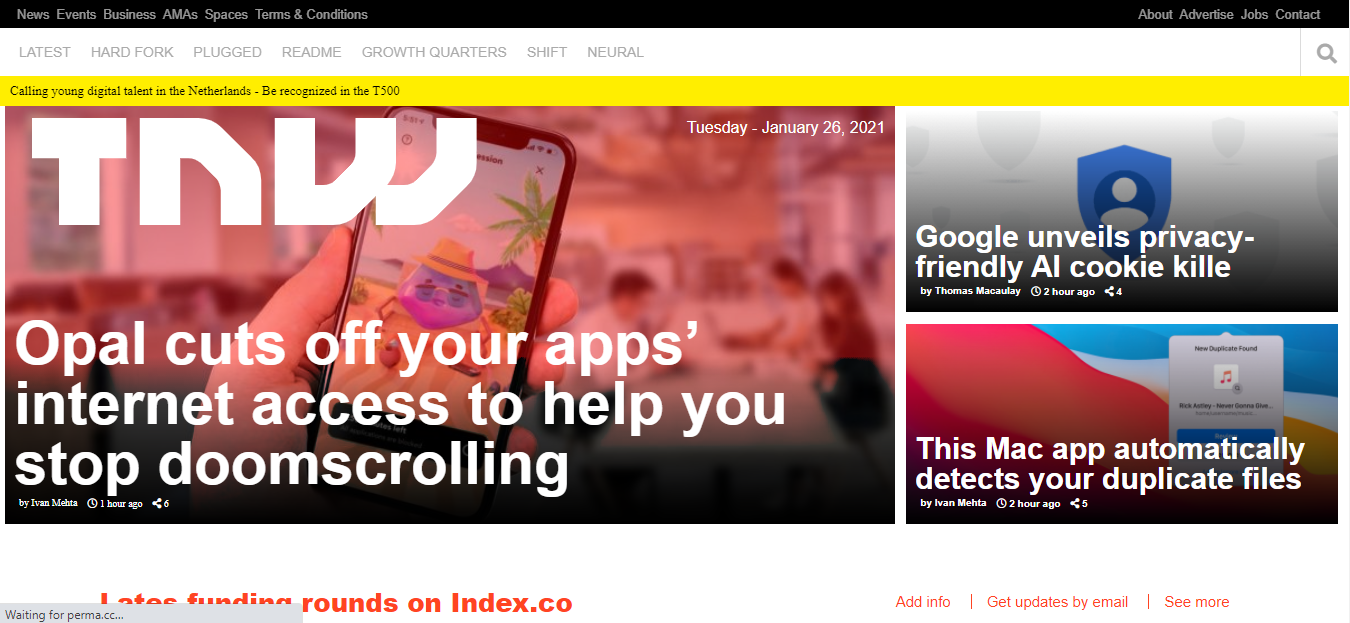 News Events Business AMAs Spaces Terms & Conditions
About Advertise Jobs Contact
LATEST HARD FORK PLUGGED README GROWTH QUARTERS SHIFT NEURAL
Calling young digital talent in the Netherlands - Be recognized in the T500
TNW
Tuesday - January 26, 2021
Opal cuts off your apps’
internet access to help you
stop doomscrolling
by Ivan Mehta 1 hour ago 6
Google unveils privacy-
friendly AI cookie kille
by Thomas Macaulay 2 hour ago 4
New Duplicate Found
Rick Astley - Never Gonna Give...
This Mac app automatically
detects your duplicate files
by Ivan Mehta 2 hour ago 5
Lates funding rounds on Index.co
Add info | Get updates by email | See more
Waiting for perma.cc...